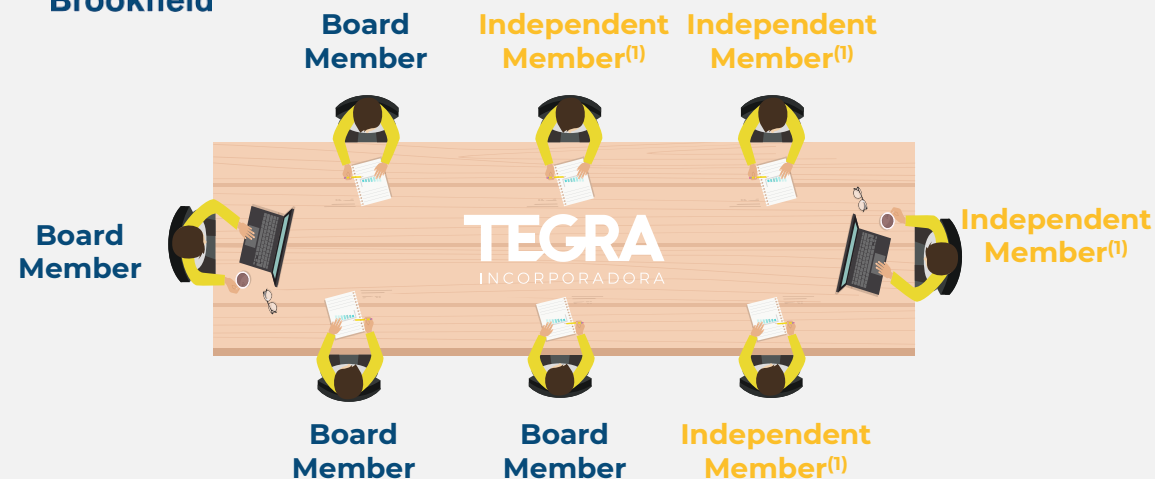 Brookfield
Board
Member
Independent
Member(1)
Independent
Member(1)
Board
Member
TEGRA
INCORPORADORA
Independent
Member(1)
Board
Member
Board
Member
Independent
Member(1)